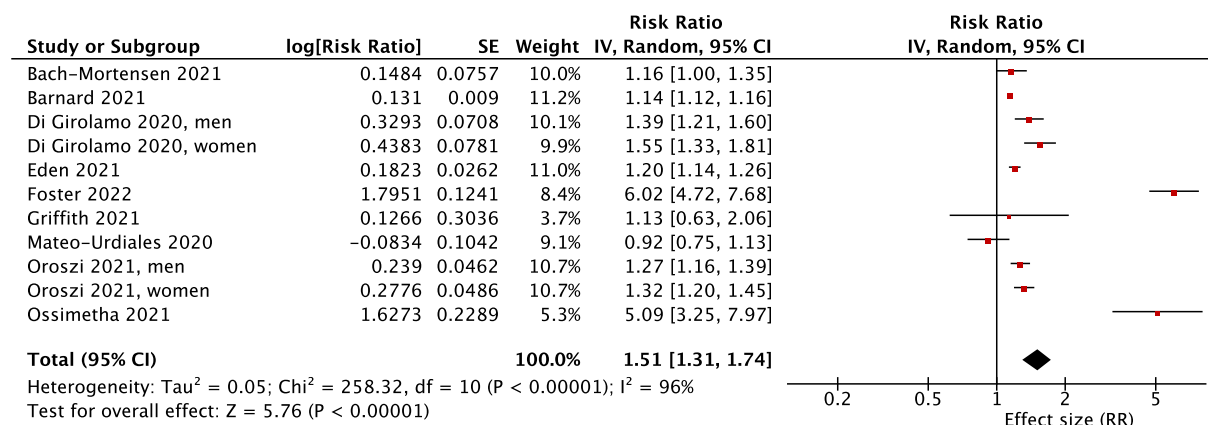 Risk Ratio Risk Ratio
Study or Subgroup log[Risk Ratio] SE Weight IV, Random, 95% CI IV, Random, 95% CI
Bach-Mortensen 2021 0.1484 0.0757 10.0% 1.16 [1.00, 1.35]
Barnard 2021 0.131 0.009 11.2% 1.14 [1.12, 1.16]
Di Girolamo 2020, men 0.3293 0.0708 10.1% 1.39 [1.21, 1.60]
Di Girolamo 2020, women 0.4383 0.0781 9.9% 1.55 [1.33, 1.81]
Eden 2021 0.1823 0.0262 11.0% 1.20 [1.14, 1.26]
Foster 2022 1.7951 0.1241 8.4% 6.02 [4.72, 7.68]
Griffith 2021 0.1266 0.3036 3.7% 1.13 [0.63, 2.06]
Mateo-Urdiales 2020 -0.0834 0.1042 9.1% 0.92 [0.75, 1.13]
Oroszi 2021, men 0.239 0.0462 10.7% 1.27 [1.16, 1.39]
Oroszi 2021, women 0.2776 0.0486 10.7% 1.32 [1.20, 1.45]
Ossimetha 2021 1.6273 0.2289 5.3% 5.09 [3.25, 7.97]
Total (95% CI) 100.0% 1.51 [1.31, 1.74]
Heterogeneity: Tau² = 0.05; Chi² = 258.32, df = 10 (P < 0.00001); I² = 96%
Test for overall effect: Z = 5.76 (P < 0.00001)
0.2 0.5 1 2 5
Effect size (RR)